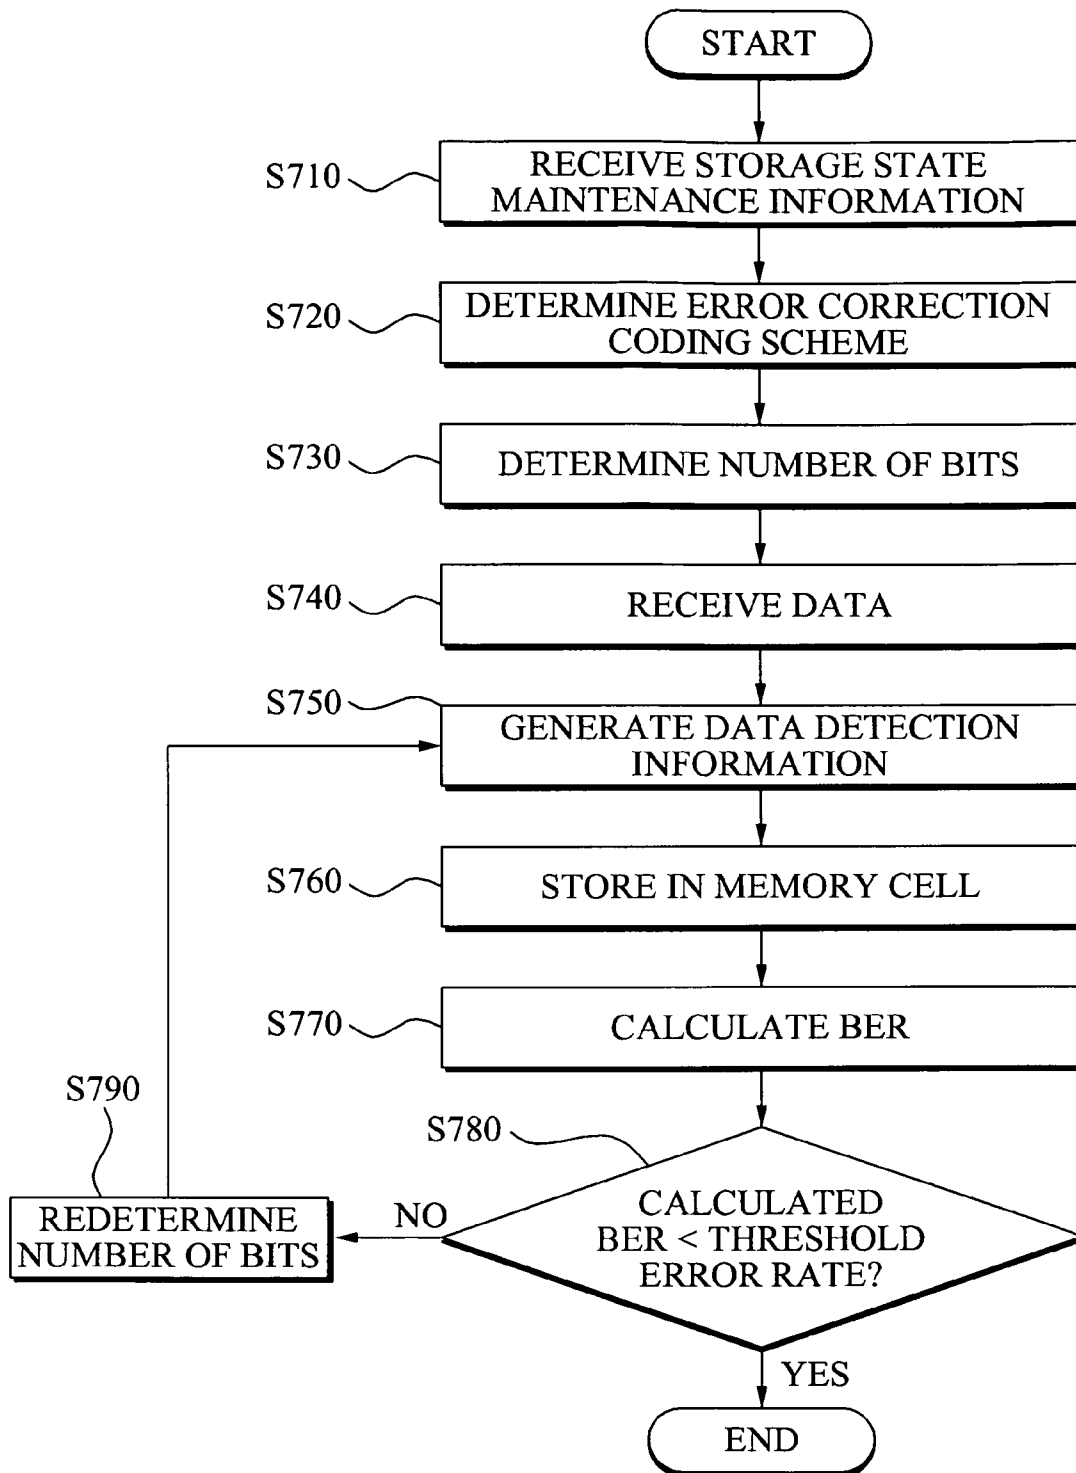 START
S710
RECEIVE STORAGE STATE
MAINTENANCE INFORMATION
S720
DETERMINE ERROR CORRECTION
CODING SCHEME
S730
DETERMINE NUMBER OF BITS
S740
RECEIVE DATA
S750
GENERATE DATA DETECTION
INFORMATION
S760
STORE IN MEMORY CELL
S770
CALCULATE BER
S780
CALCULATED
BER < THRESHOLD
ERROR RATE?
NO
S790
REDETERMINE
NUMBER OF BITS
YES
END